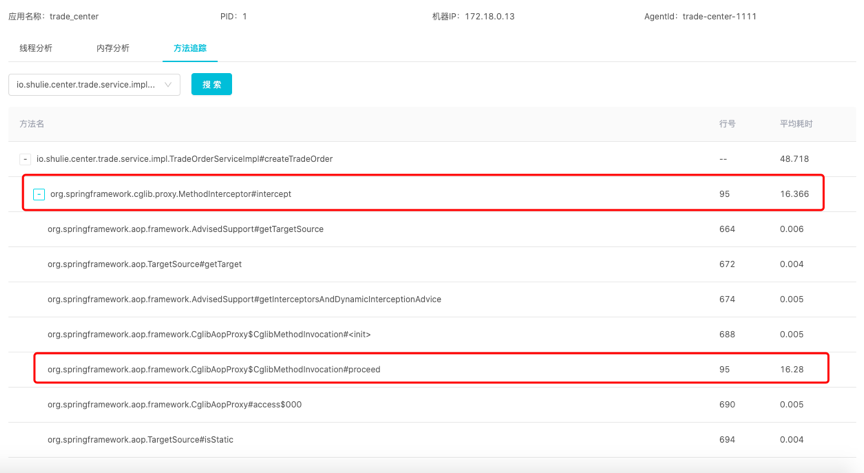 应用名称：trade_center PID：1 机器IP：172.18.0.13 AgentId：trade-center-1111
线程分析 内存分析 方法追踪
io.shulie.center.trade.service.impl... 搜 索
方法名 行号 平均耗时
- io.shulie.center.trade.service.impl.TradeOrderServiceImpl#createTradeOrder -- 48.718
- org.springframework.cglib.proxy.MethodInterceptor#intercept 95 16.366
org.springframework.aop.framework.AdvisedSupport#getTargetSource 664 0.006
org.springframework.aop.TargetSource#getTarget 672 0.004
org.springframework.aop.framework.AdvisedSupport#getInterceptorsAndDynamicInterceptionAdvice 674 0.005
org.springframework.aop.framework.CglibAopProxy$CglibMethodInvocation#<init> 688 0.005
org.springframework.aop.framework.CglibAopProxy$CglibMethodInvocation#proceed 95 16.28
org.springframework.aop.framework.CglibAopProxy#access$000 690 0.005
org.springframework.aop.TargetSource#isStatic 694 0.004